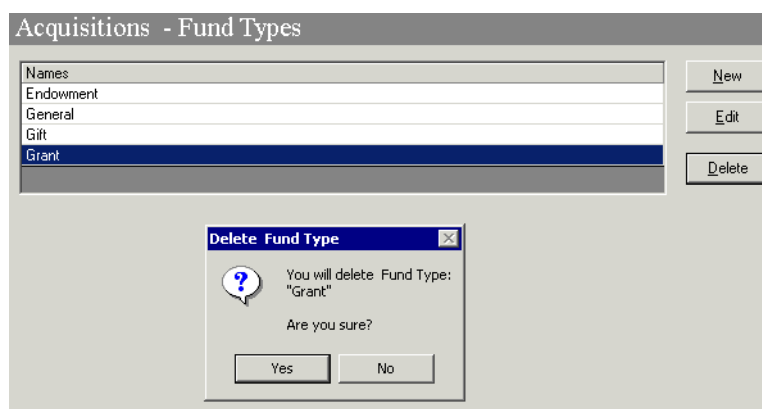 Acquisitions - Fund Types
Names
New
Endowment
General
Edit
Gift
Grant
Delete
Delete Fund Type
You will delete Fund Type:
"Grant"
Are you sure?
Yes No